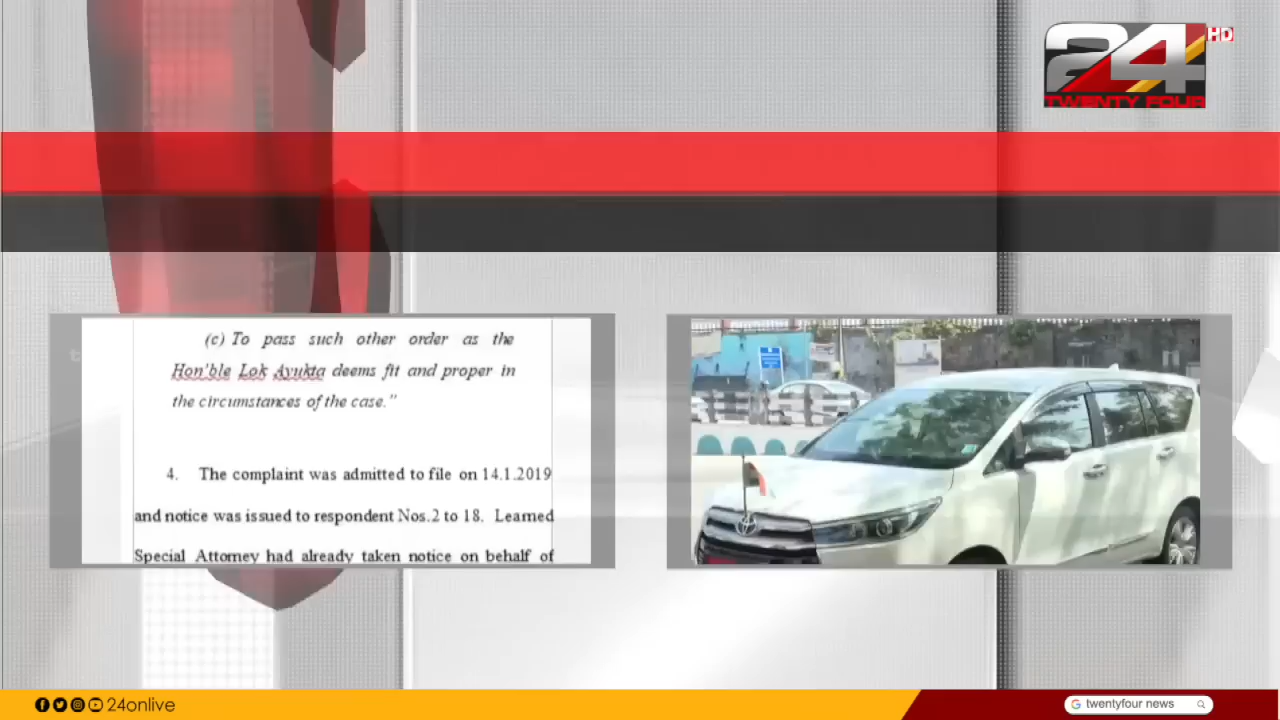 24 HD
TWENTY FOUR
(c) To pass such other order as the
Hon'ble Lok Ayukta deems fit and proper in
the circumstances of the case."
4. The complaint was admitted to file on 14.1.2019
and notice was issued to respondent Nos.2 to 18. Learned
Special Attorney had already taken notice on behalf of
24onlive
twentyfour news